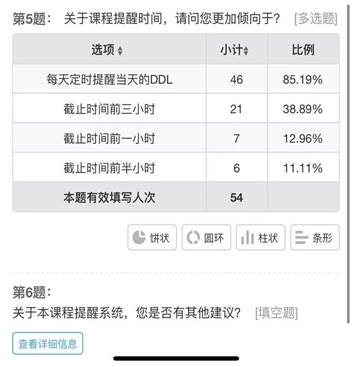 第5题： 关于课程提醒时间，请问您更加倾向于？ [多选题]
选项 小计 比例
每天定时提醒当天的DDL 46 85.19%
截止时间前三小时 21 38.89%
截止时间前一小时 7 12.96%
截止时间前半小时 6 11.11%
本题有效填写人次 54
饼状 圆环 柱状 条形
第6题：
关于本课程提醒系统，您是否有其他建议？ [填空题]
查看详细信息